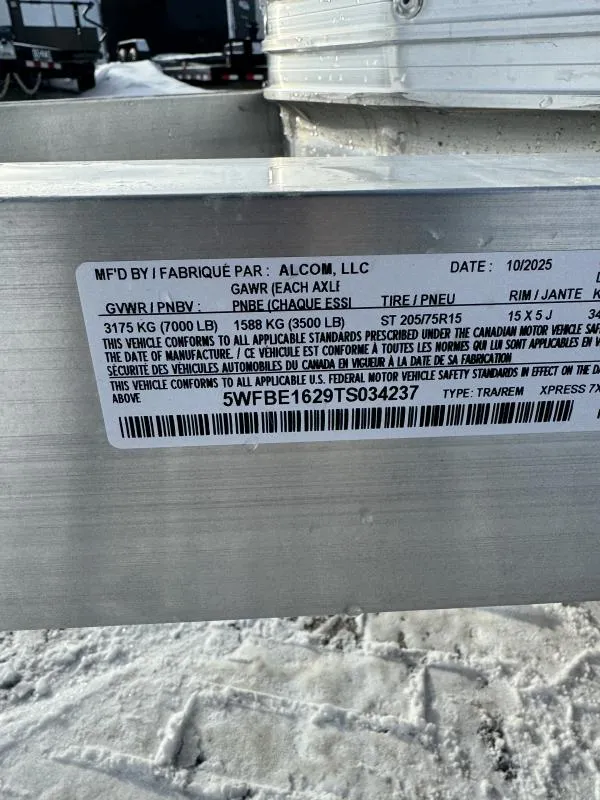 MF'D BY / FABRIQUÉ PAR : ALCOM, LLC DATE : 10/2025
GAWR (EACH AXLE
GVWR / PNBV : PNBE (CHAQUE ESSI TIRE / PNEU RIM / JANTE
3175 KG (7000 LB) 1588 KG (3500 LB) ST 205/75R15 15 X 5 J
THIS VEHICLE CONFORMS TO ALL APPLICABLE STANDARDS PRESCRIBED UNDER THE CANADIAN MOTOR VEHICLE SAF
THE DATE OF MANUFACTURE. / CE VÉHICULE EST CONFORME À TOUTES LES NORMES QUI LUI SONT APPLICABLES EN V
SÉCURITÉ DES VÉHICULES AUTOMOBILES DU CANADA EN VIGUEUR À LA DATE DE SA FABRICATION
THIS VEHICLE CONFORMS TO ALL APPLICABLE U.S. FEDERAL MOTOR VEHICLE SAFETY STANDARDS IN EFFECT ON THE DA
ABOVE 5WFBE1629TS034237 TYPE: TRA/REM XPRESS 7X